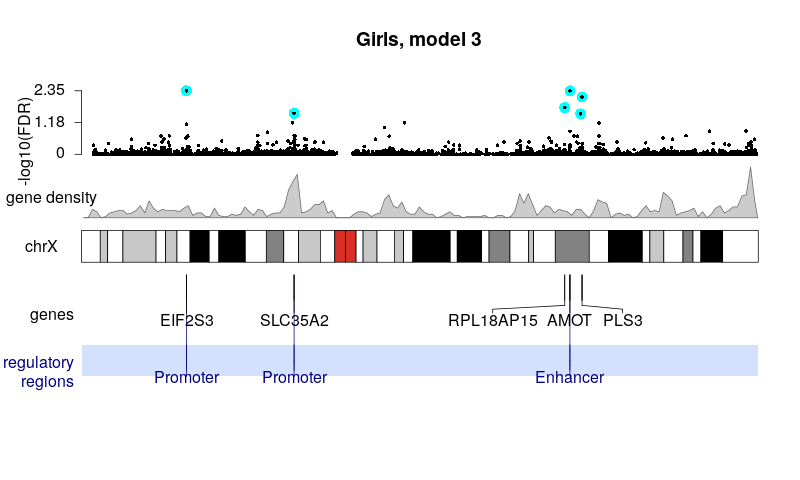 Girls, model 3
2.35
1.18
0
-log10(FDR)
gene density
chrX
genes
EIF2S3
SLC35A2
RPL18AP15
AMOT
PLS3
regulatory
regions
Promoter
Promoter
Enhancer